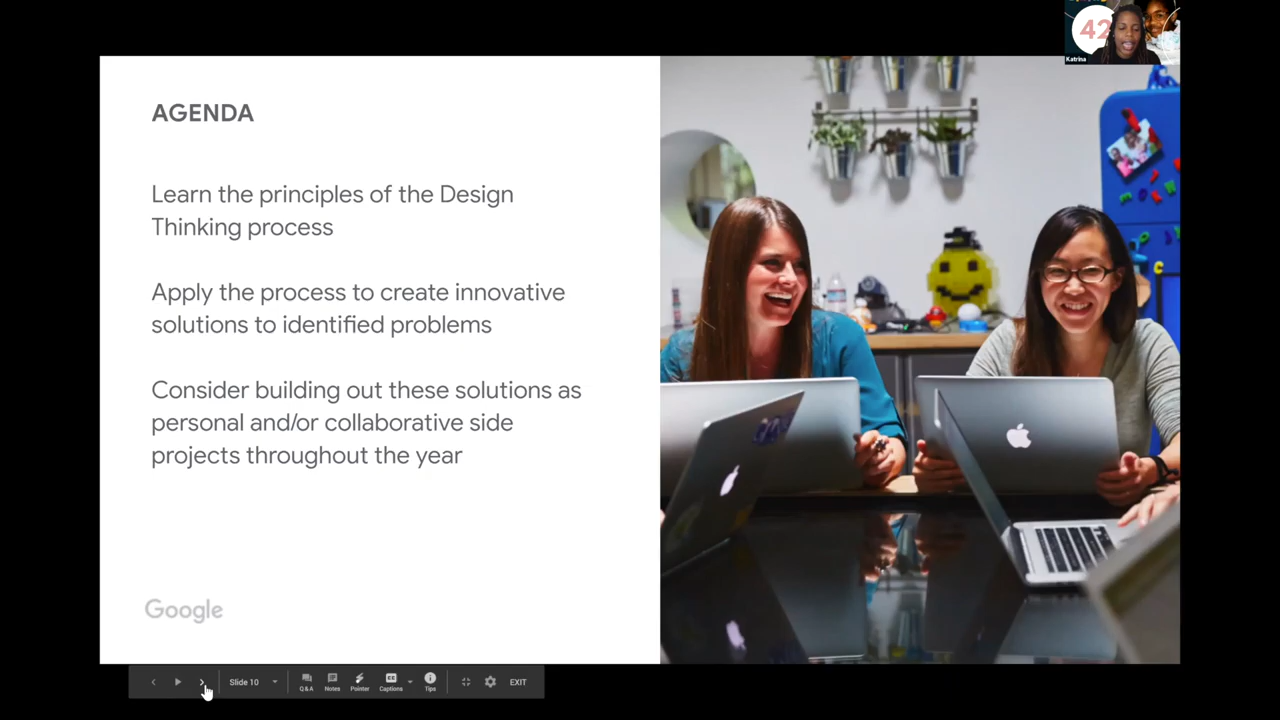 42
Katrina
AGENDA
Learn the principles of the Design
Thinking process
Apply the process to create innovative
solutions to identified problems
Consider building out these solutions as
personal and/or collaborative side
projects throughout the year
Google
Slide 10
Q&A
Notes
Pointer
CC
Captions
Tips
EXIT